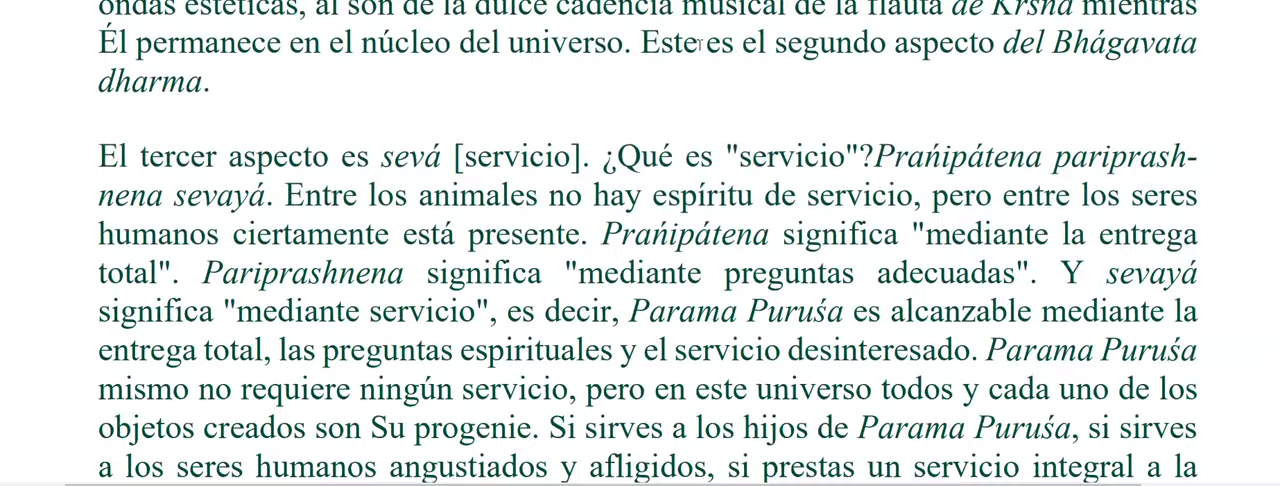 ondas estéticas, al son de la dulce cadencia musical de la flauta de Krśńa mientras
Él permanece en el núcleo del universo. Este es el segundo aspecto del Bhágavata
dharma.
El tercer aspecto es sevá [servicio]. ¿Qué es "servicio"?Prańipátena pariprash-
nena sevayá. Entre los animales no hay espíritu de servicio, pero entre los seres
humanos ciertamente está presente. Prańipátena significa "mediante la entrega
total". Pariprashnena significa "mediante preguntas adecuadas". Y sevayá
significa "mediante servicio", es decir, Parama Puruśa es alcanzable mediante la
entrega total, las preguntas espirituales y el servicio desinteresado. Parama Puruśa
mismo no requiere ningún servicio, pero en este universo todos y cada uno de los
objetos creados son Su progenie. Si sirves a los hijos de Parama Puruśa, si sirves
a los seres humanos angustiados y afligidos, si prestas un servicio integral a la